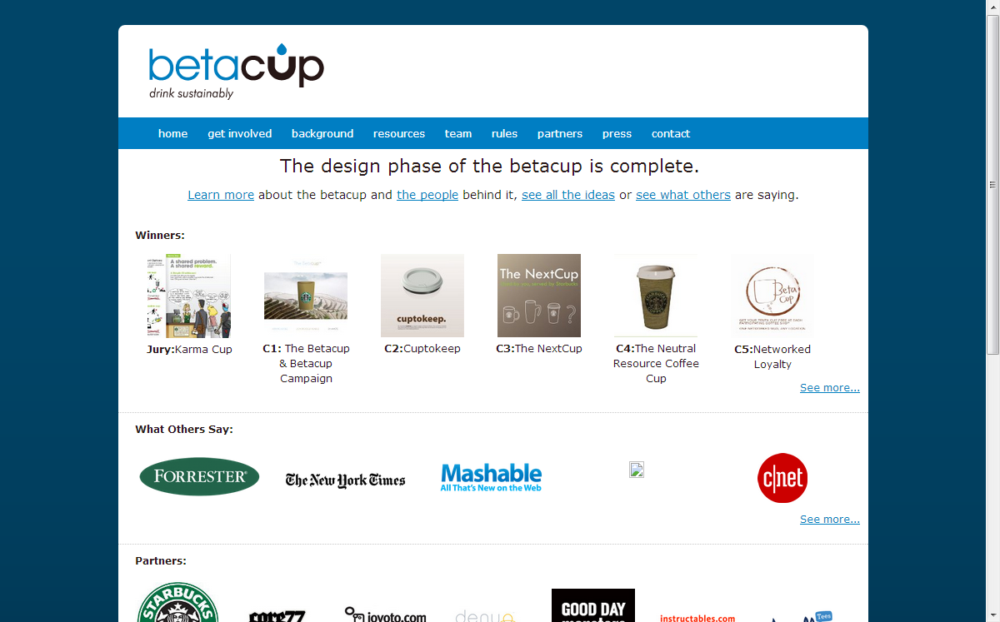 betacup
drink sustainably
home get involved background resources team rules partners press contact
The design phase of the betacup is complete.
Learn more about the betacup and the people behind it, see all the ideas or see what others are saying.
Winners:
A shared problem.
A shared reward.
The NextCup
cuptokeep.
Beta
Cup
Jury:Karma Cup
C1: The Betacup
& Betacup
Campaign
C2:Cuptokeep
C3:The NextCup
C4:The Neutral
Resource Coffee
Cup
C5:Networked
Loyalty
See more...
What Others Say:
FORRESTER®
The New York Times
Mashable
All That's New on the Web
c|net
See more...
Partners:
STARBUCKS
core77
jovoto.com
denuo
GOOD DAY
instructables.com
Tees